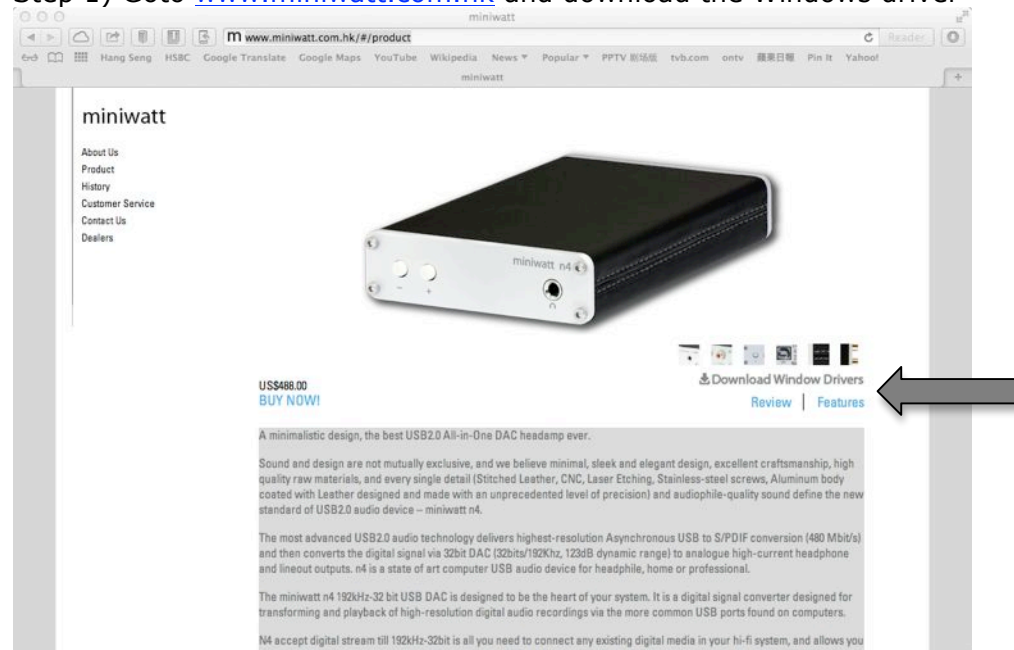 Step 1) Goto www.miniwatt.com.hk and download the Windows driver
miniwatt
m www.miniwatt.com.hk/#/product
Reader
Hang Seng HSBC Google Translate Google Maps YouTube Wikipedia News Popular PPTV 剧场版 tvb.com ontv 蘋果日報 Pin It Yahoo!
miniwatt
miniwatt
About Us
Product
History
Customer Service
Contact Us
Dealers
miniwatt n4
- +
Download Window Drivers
US$488.00
BUY NOW!
Review | Features
A minimalistic design, the best USB2.0 All-in-One DAC headamp ever.
Sound and design are not mutually exclusive, and we believe minimal, sleek and elegant design, excellent craftsmanship, high
quality raw materials, and every single detail (Stitched Leather, CNC, Laser Etching, Stainless-steel screws, Aluminum body
coated with Leather designed and made with an unprecedented level of precision) and audiophile-quality sound define the new
standard of USB2.0 audio device – miniwatt n4.
The most advanced USB2.0 audio technology delivers highest-resolution Asynchronous USB to S/PDIF conversion (480 Mbit/s)
and then converts the digital signal via 32bit DAC (32bits/192Khz, 123dB dynamic range) to analogue high-current headphone
and lineout outputs. n4 is a state of art computer USB audio device for headphile, home or professional.
The miniwatt n4 192kHz-32 bit USB DAC is designed to be the heart of your system. It is a digital signal converter designed for
transforming and playback of high-resolution digital audio recordings via the more common USB ports found on computers.
N4 accept digital stream till 192kHz-32bit is all you need to connect any existing digital media in your hi-fi system, and allows you